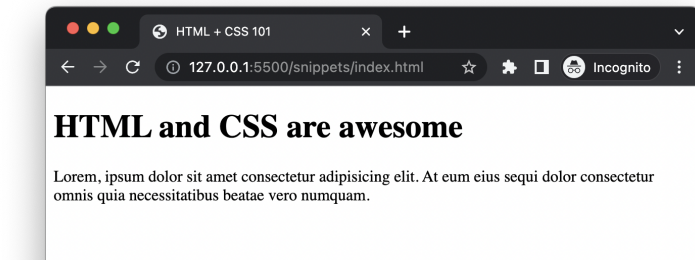 HTML + CSS 101
127.0.0.1:5500/snippets/index.html
Incognito
HTML and CSS are awesome
Lorem, ipsum dolor sit amet consectetur adipisicing elit. At eum eius sequi dolor consectetur
omnis quia necessitatibus beatae vero numquam.